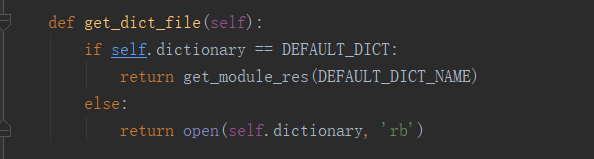 def get_dict_file(self):
if self.dictionary == DEFAULT_DICT:
return get_module_res(DEFAULT_DICT_NAME)
else:
return open(self.dictionary, 'rb')